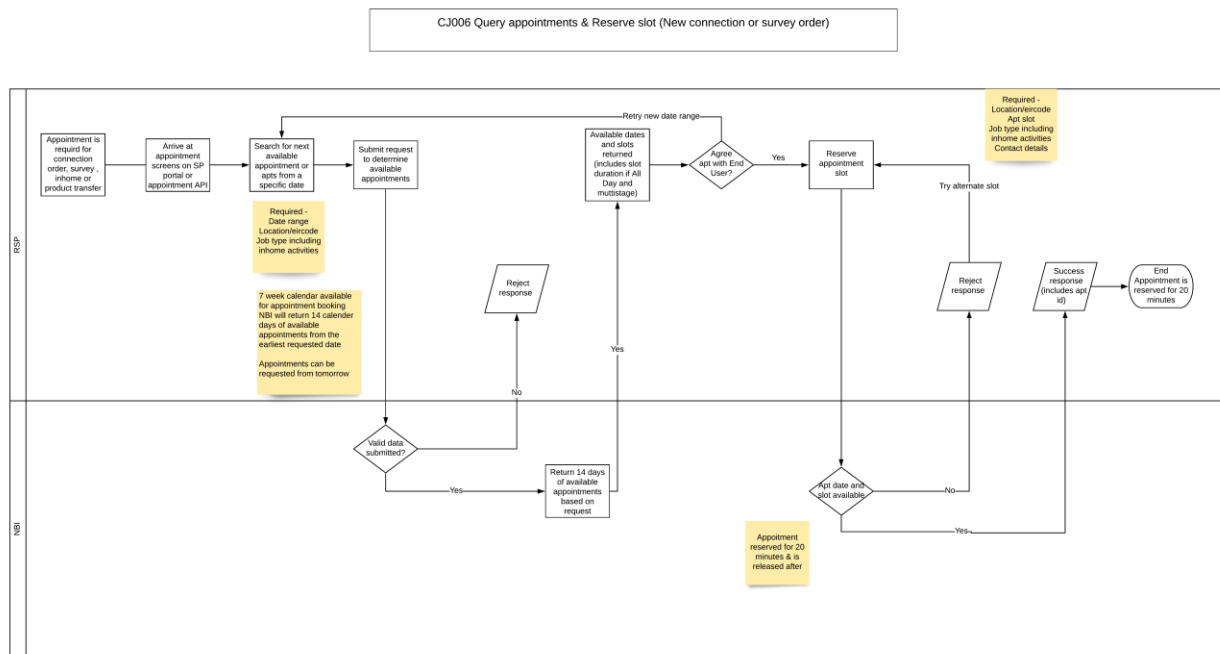 CJ006 Query appointments & Reserve slot (New connection or survey order)
RSP
Appointment is
requird for
connection
order, survey ,
inhome or
product transfer
Arrive at
appointment
screens on SP
portal or
appointment API
Search for next
available
appointment or
apts from a
specific date
Submit request
to determine
available
appointments
Retry new date range
Available dates
and slots
returned
(includes slot
duration if All
Day and
muttistage)
Agree
apt with End
User?
Yes
Reserve
appointment
slot
Required -
Location/eircode
Apt slot
Job type including
inhome activities
Contact details
Try alternate slot
Required -
Date range
Location/eircode
Job type including
inhome activities
7 week calendar available
for appointment booking
NBI will return 14 calender
days of available
appointments from the
earliest requested date
Appointments can be
requested from tomorrow
Reject
response
Reject
response
Success
response
(includes apt
id)
End
Appointment is
reserved for 20
minutes
Yes
No
NBI
Valid data
submitted?
Yes
Return 14 days
of available
appointments
based on
request
Apt date and
slot available
No
Yes
Appoitment
reserved for 20
minutes & is
released after